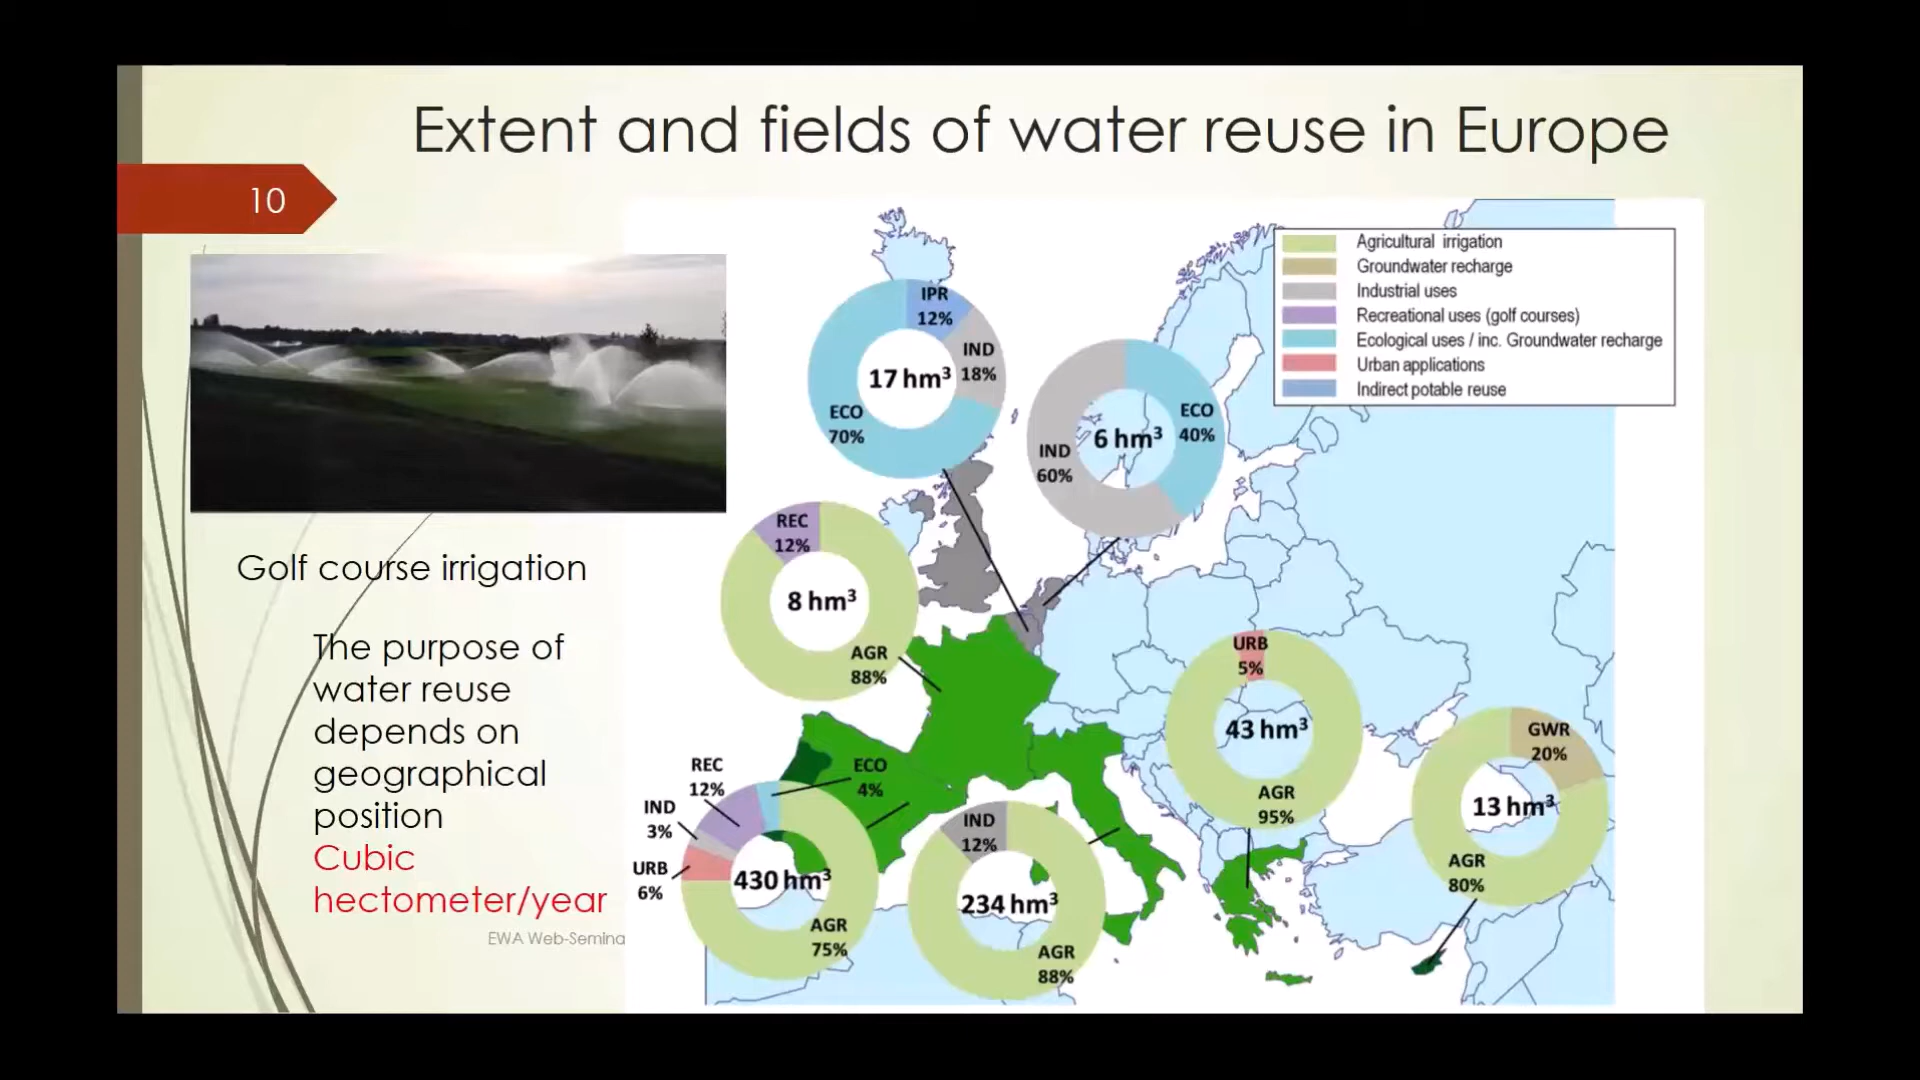 Extent and fields of water reuse in Europe
10
Agricultural irrigation
Groundwater recharge
Industrial uses
Recreational uses (golf courses)
Ecological uses / inc. Groundwater recharge
Urban applications
Indirect potable reuse
IPR
12%
IND
18%
17 hm³
ECO
70%
ECO
40%
6 hm³
IND
60%
REC
12%
8 hm³
AGR
88%
Golf course irrigation
The purpose of
water reuse
depends on
geographical
position
Cubic
hectometer/year
EWA Web-Semina
URB
5%
43 hm³
AGR
95%
GWR
20%
13 hm³
AGR
80%
REC
12%
ECO
4%
IND
3%
URB
6%
430 hm³
AGR
75%
IND
12%
234 hm³
AGR
88%